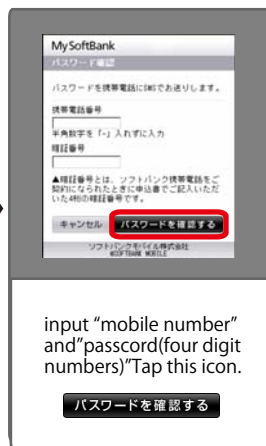 My SoftBank
パスワード確認
パスワードを携帯電話にSMSでお送りします。
携帯電話番号
半角数字を「-」入れずに入力
暗証番号
▲暗証番号とは、ソフトバンク携帯電話をご
契約になられたときに申込書でご記入いただ
いた4桁の暗証番号です。
キャンセル パスワードを確認する
ソフトバンクモバイル株式会社
©SOFTBANK MOBILE
input “mobile number”
and”passcord(four digit
numbers)”Tap this icon.
パスワードを確認する